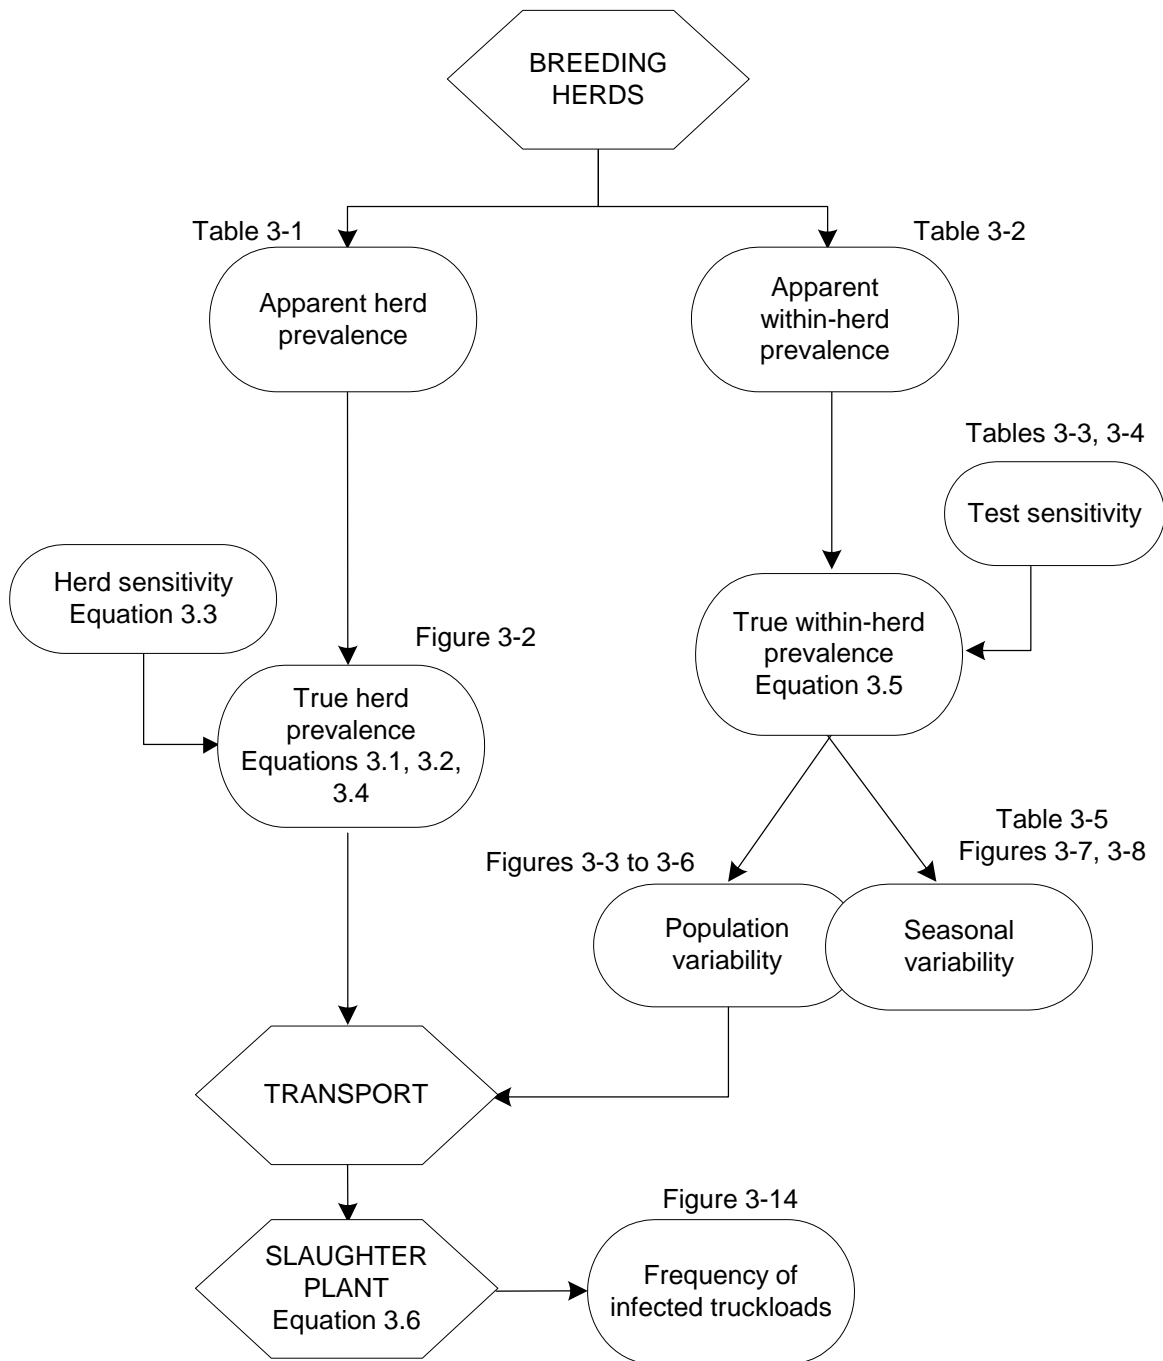 BREEDING
HERDS
Table 3-1
Table 3-2
Apparent herd
prevalence
Apparent
within-herd
prevalence
Tables 3-3, 3-4
Test sensitivity
Herd sensitivity
Equation 3.3
Figure 3-2
True within-herd
prevalence
Equation 3.5
True herd
prevalence
Equations 3.1, 3.2,
3.4
Figures 3-3 to 3-6
Table 3-5
Figures 3-7, 3-8
Population
variability
Seasonal
variability
TRANSPORT
Figure 3-14
SLAUGHTER
PLANT
Equation 3.6
Frequency of
infected truckloads